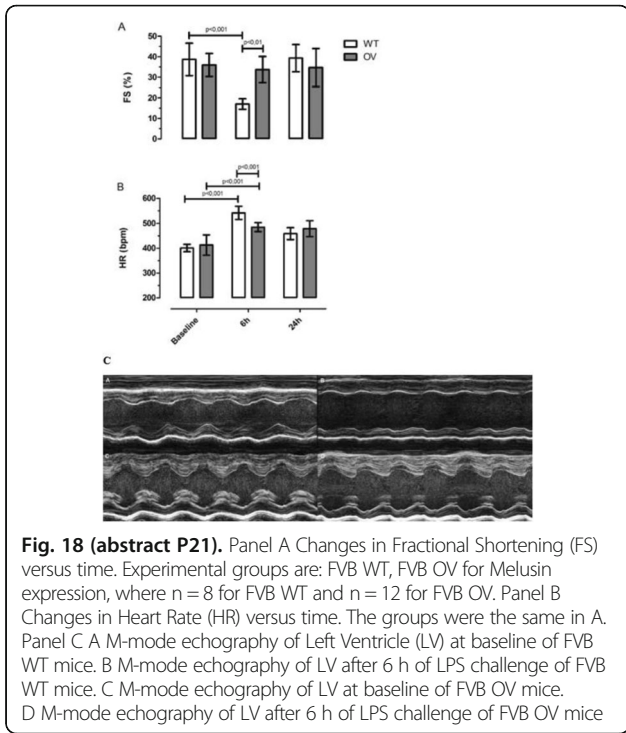 A
p<0,001
p<0,01
WT
OV
FS (%)
50
40
30
20
10
0
B
p<0,001
p<0,001
p<0,001
HR (bpm)
600
500
400
300
200
Baseline
6h
24h
C
A
B
Fig. 18 (abstract P21). Panel A Changes in Fractional Shortening (FS)
versus time. Experimental groups are: FVB WT, FVB OV for Melusin
expression, where n = 8 for FVB WT and n = 12 for FVB OV. Panel B
Changes in Heart Rate (HR) versus time. The groups were the same in A.
Panel C A M-mode echography of Left Ventricle (LV) at baseline of FVB
WT mice. B M-mode echography of LV after 6 h of LPS challenge of FVB
WT mice. C M-mode echography of LV at baseline of FVB OV mice.
D M-mode echography of LV after 6 h of LPS challenge of FVB OV mice